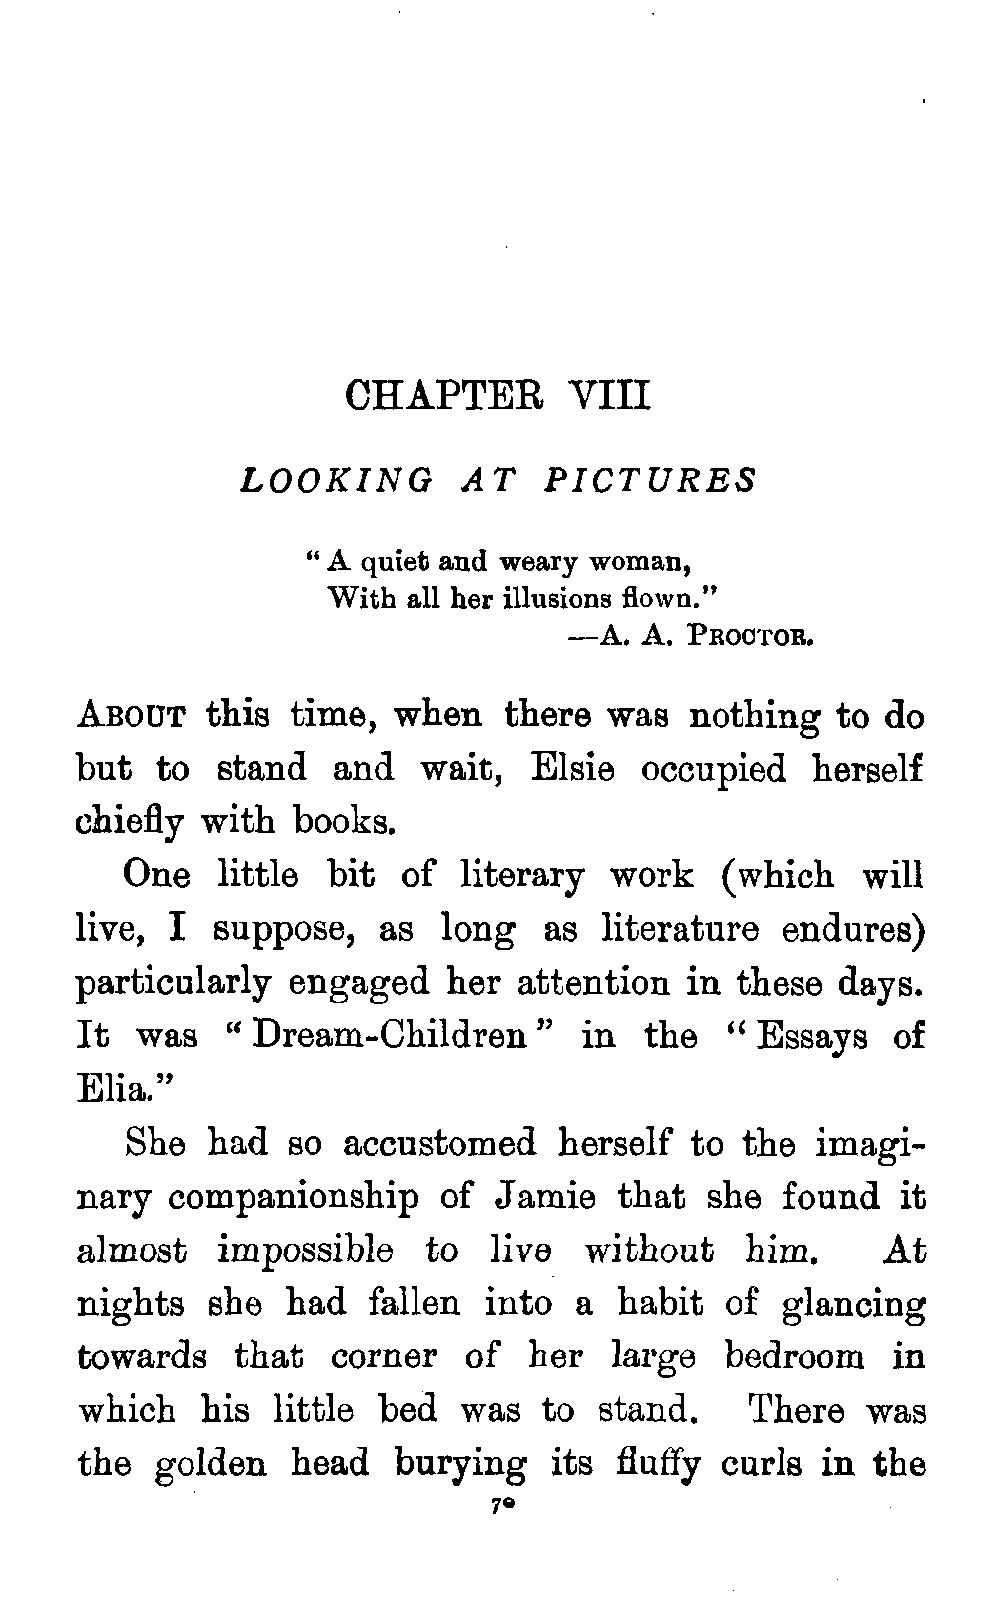 CHAPTER VIII
LOOKING AT PICTURES
"A quiet and weary woman,
With all her illusions flown."
—A. A. PROCTOR.
ABOUT this time, when there was nothing to do
but to stand and wait, Elsie occupied herself
chiefly with books.
One little bit of literary work (which will
live, I suppose, as long as literature endures)
particularly engaged her attention in these days.
It was "Dream-Children" in the "Essays of
Elia."
She had so accustomed herself to the imagi-
nary companionship of Jamie that she found it
almost impossible to live without him. At
nights she had fallen into a habit of glancing
towards that corner of her large bedroom in
which his little bed was to stand. There was
the golden head burying its fluffy curls in the
7*